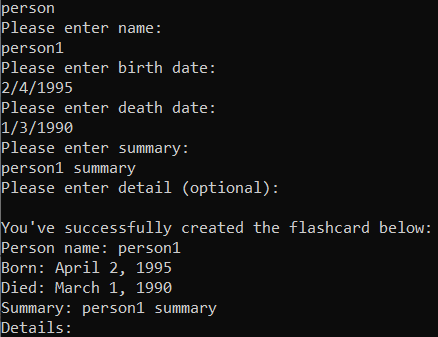 person
Please enter name:
person1
Please enter birth date:
2/4/1995
Please enter death date:
1/3/1990
Please enter summary:
person1 summary
Please enter detail (optional):

You've successfully created the flashcard below:
Person name: person1
Born: April 2, 1995
Died: March 1, 1990
Summary: person1 summary
Details: